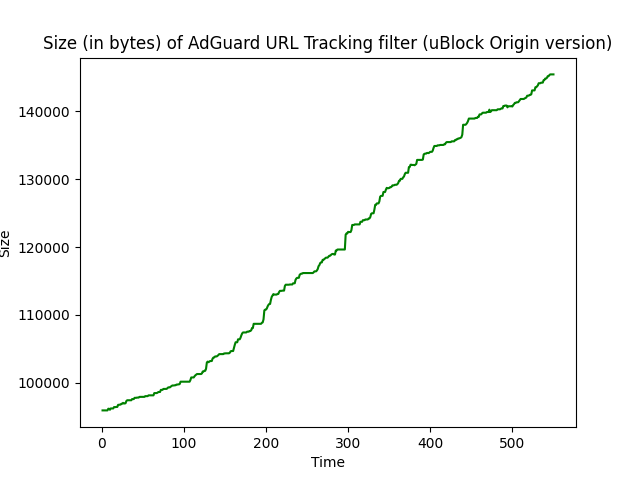 Size (in bytes) of AdGuard URL Tracking filter (uBlock Origin version)
140000
130000
120000
110000
100000
Size
0 100 200 300 400 500
Time